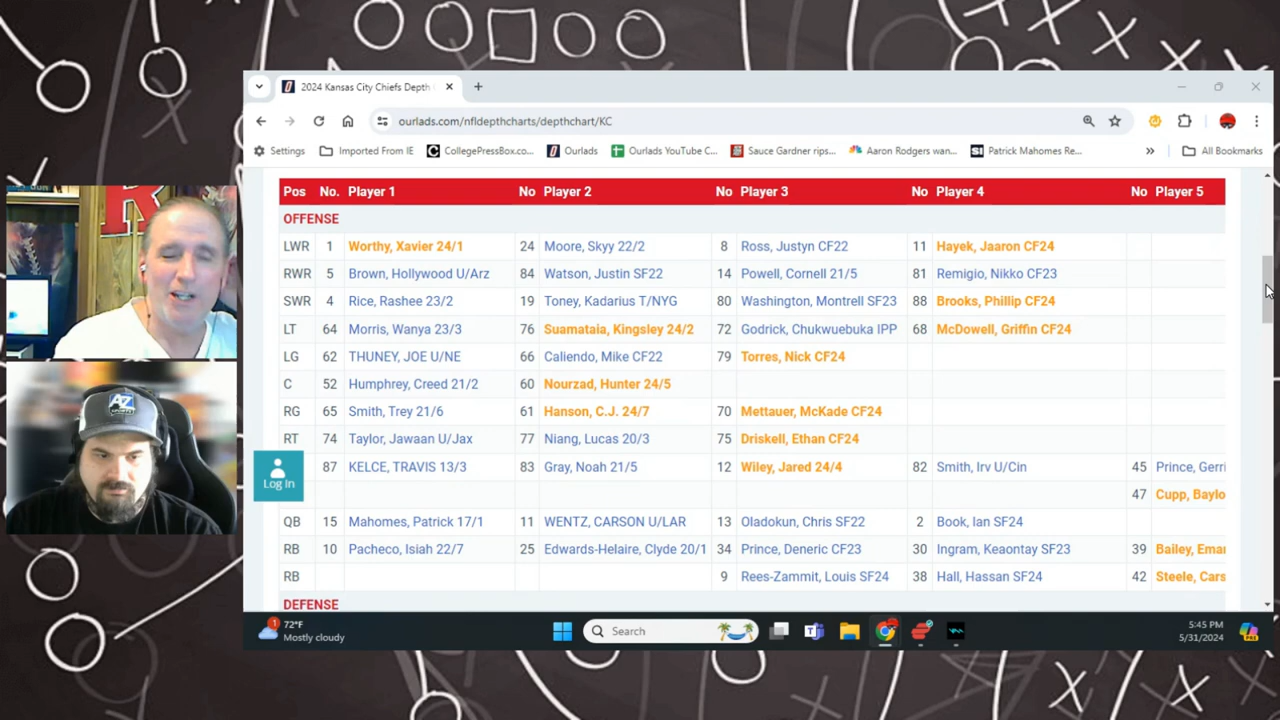 2024 Kansas City Chiefs Depth
ourlads.com/nfldepthcharts/depthchart/KC
Settings Imported From IE CollegePressBox.co... Ourlads Ourlads YouTube C... Sauce Gardner rips... Aaron Rodgers wan... Patrick Mahomes Re... » All Bookmarks
Pos No. Player 1 No Player 2 No Player 3 No Player 4 No Player 5
OFFENSE
LWR 1 Worthy, Xavier 24/1 24 Moore, Skyy 22/2 8 Ross, Justyn CF22 11 Hayek, Jaaron CF24
RWR 5 Brown, Hollywood U/Arz 84 Watson, Justin SF22 14 Powell, Cornell 21/5 81 Remigio, Nikko CF23
SWR 4 Rice, Rashee 23/2 19 Toney, Kadarius T/NYG 80 Washington, Montrell SF23 88 Brooks, Phillip CF24
LT 64 Morris, Wanya 23/3 76 Suamataia, Kingsley 24/2 72 Godrick, Chukwuebuka IPP 68 McDowell, Griffin CF24
LG 62 THUNEY, JOE U/NE 66 Caliendo, Mike CF22 79 Torres, Nick CF24
C 52 Humphrey, Creed 21/2 60 Nourzad, Hunter 24/5
RG 65 Smith, Trey 21/6 61 Hanson, C.J. 24/7 70 Mettauer, McKade CF24
RT 74 Taylor, Jawaan U/Jax 77 Niang, Lucas 20/3 75 Driskell, Ethan CF24
87 KELCE, TRAVIS 13/3 83 Gray, Noah 21/5 12 Wiley, Jared 24/4 82 Smith, Irv U/Cin 45 Prince, Gerri
Log In
47 Cupp, Baylo
QB 15 Mahomes, Patrick 17/1 11 WENTZ, CARSON U/LAR 13 Oladokun, Chris SF22 2 Book, Ian SF24
RB 10 Pacheco, Isiah 22/7 25 Edwards-Helaire, Clyde 20/1 34 Prince, Deneric CF23 30 Ingram, Keaontay SF23 39 Bailey, Emar
RB 9 Rees-Zammit, Louis SF24 38 Hall, Hassan SF24 42 Steele, Cars
DEFENSE
1 72°F
Mostly cloudy
Search
5:45 PM
5/31/2024
R
AZ